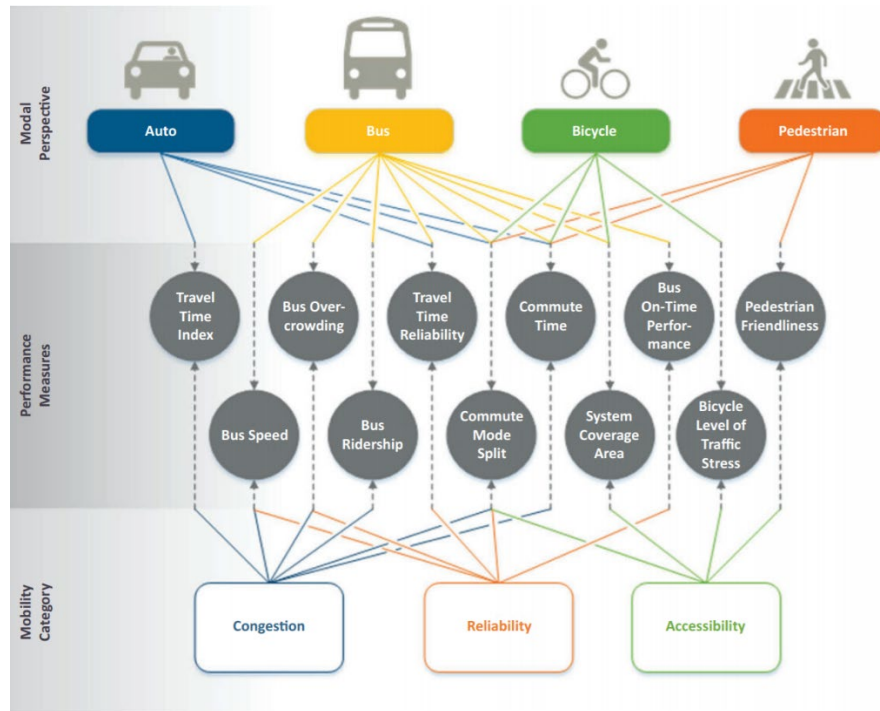 Modal
Perspective
Auto
Bus
Bicycle
Pedestrian
Performance
Measures
Travel
Time
Index
Bus Over-
crowding
Travel
Time
Reliability
Commute
Time
Bus
On-Time
Perfor-
mance
Pedestrian
Friendliness
Bus Speed
Bus
Ridership
Commute
Mode
Split
System
Coverage
Area
Bicycle
Level of
Traffic
Stress
Mobility
Category
Congestion
Reliability
Accessibility